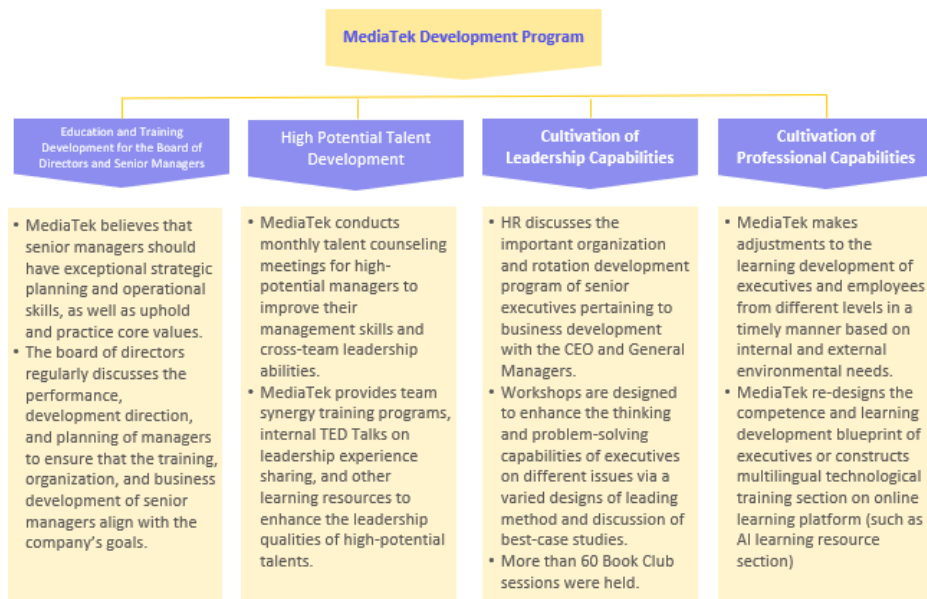 MediaTek Development Program
Education and Training
Development for the Board of
Directors and Senior Managers
• MediaTek believes that
senior managers should
have exceptional strategic
planning and operational
skills, as well as uphold
and practice core values.
• The board of directors
regularly discusses the
performance,
development direction,
and planning of managers
to ensure that the training,
organization, and business
development of senior
managers align with the
company's goals.
High Potential Talent
Development
• MediaTek conducts
monthly talent counseling
meetings for high-
potential managers to
improve their
management skills and
cross-team leadership
abilities.
• MediaTek provides team
synergy training programs,
internal TED Talks on
leadership experience
sharing, and other
learning resources to
enhance the leadership
qualities of high-potential
talents.
Cultivation of
Leadership Capabilities
• HR discusses the
important organization
and rotation development
program of senior
executives pertaining to
business development
with the CEO and General
Managers.
• Workshops are designed
to enhance the thinking
and problem-solving
capabilities of executives
on different issues via a
varied designs of leading
method and discussion of
best-case studies.
• More than 60 Book Club
sessions were held.
Cultivation of
Professional Capabilities
• MediaTek makes
adjustments to the
learning development of
executives and employees
from different levels in a
timely manner based on
internal and external
environmental needs.
• MediaTek re-designs the
competence and learning
development blueprint of
executives or constructs
multilingual technological
training section on online
learning platform (such as
AI learning resource
section)